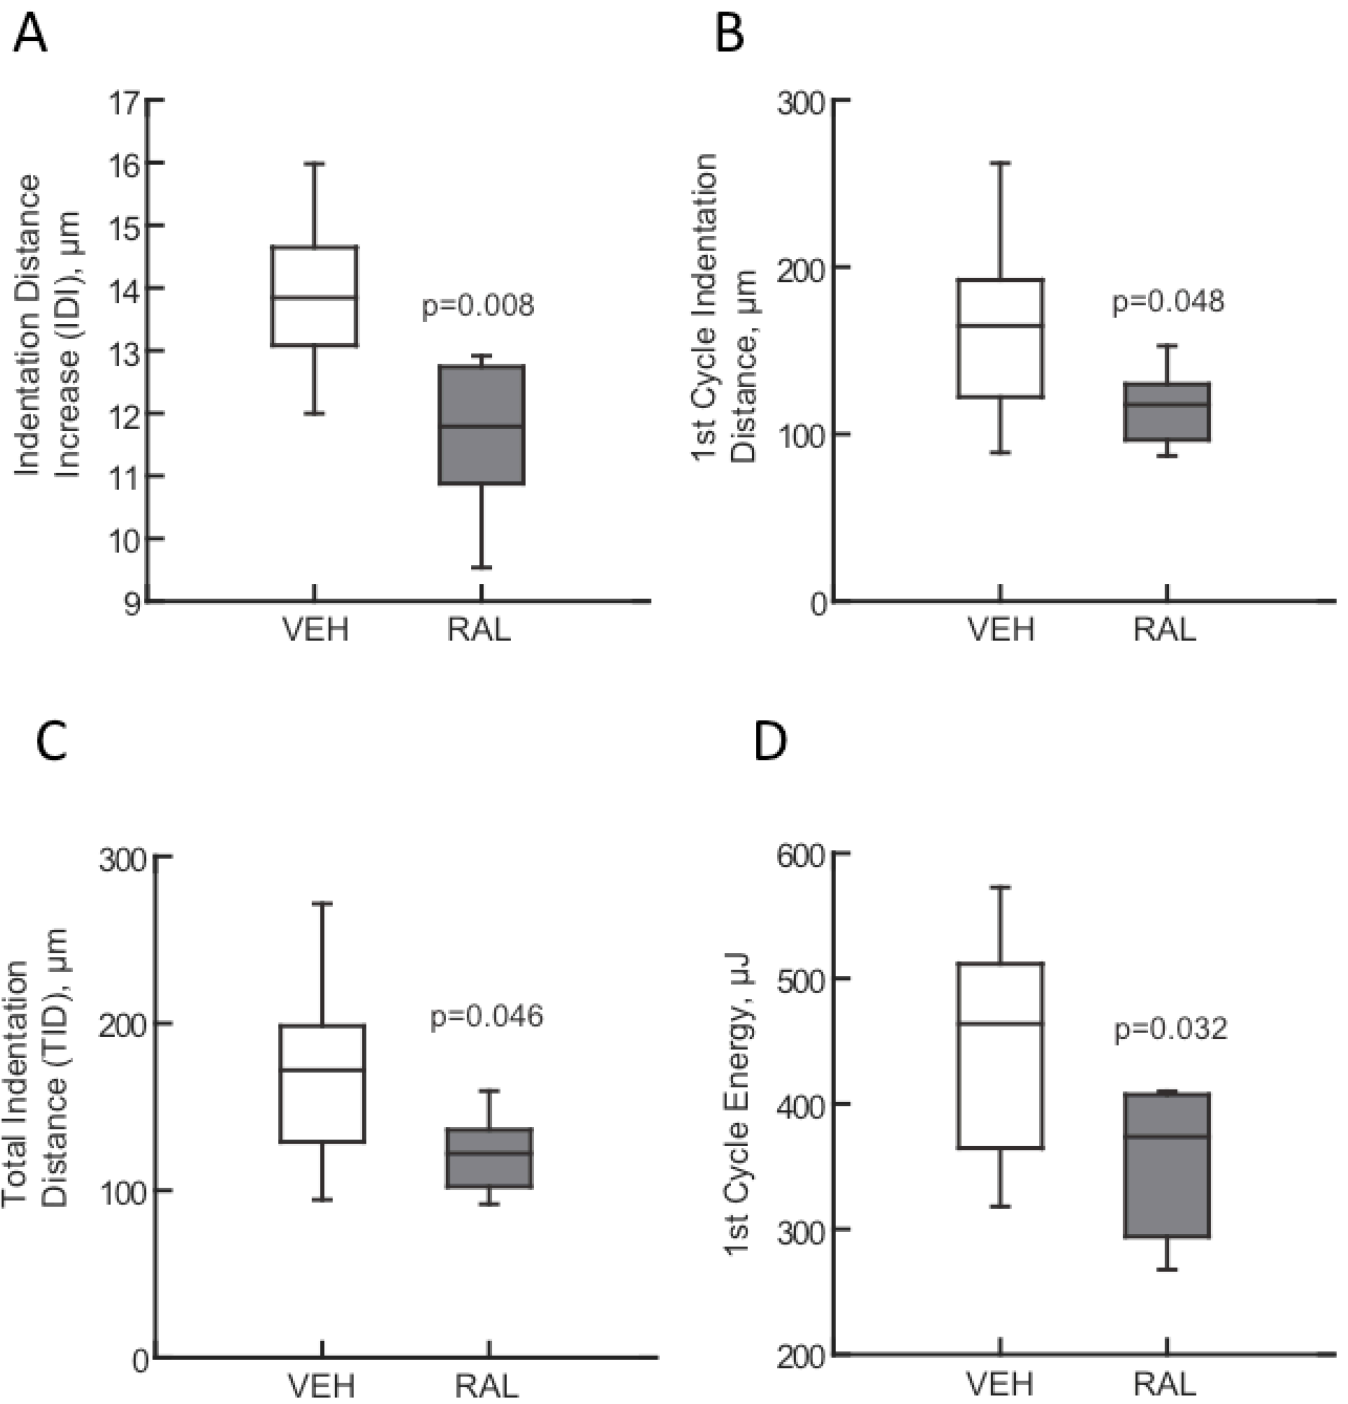 A
Indentation Distance
Increase (IDI), µm
17
16
15
14
13
12
11
10
9
p=0.008
VEH
RAL
B
1st Cycle Indentation
Distance, µm
300
200
100
0
p=0.048
VEH
RAL
C
Total Indentation
Distance (TID), µm
300
200
100
0
p=0.046
VEH
RAL
D
1st Cycle Energy, µJ
600
500
400
300
200
p=0.032
VEH
RAL